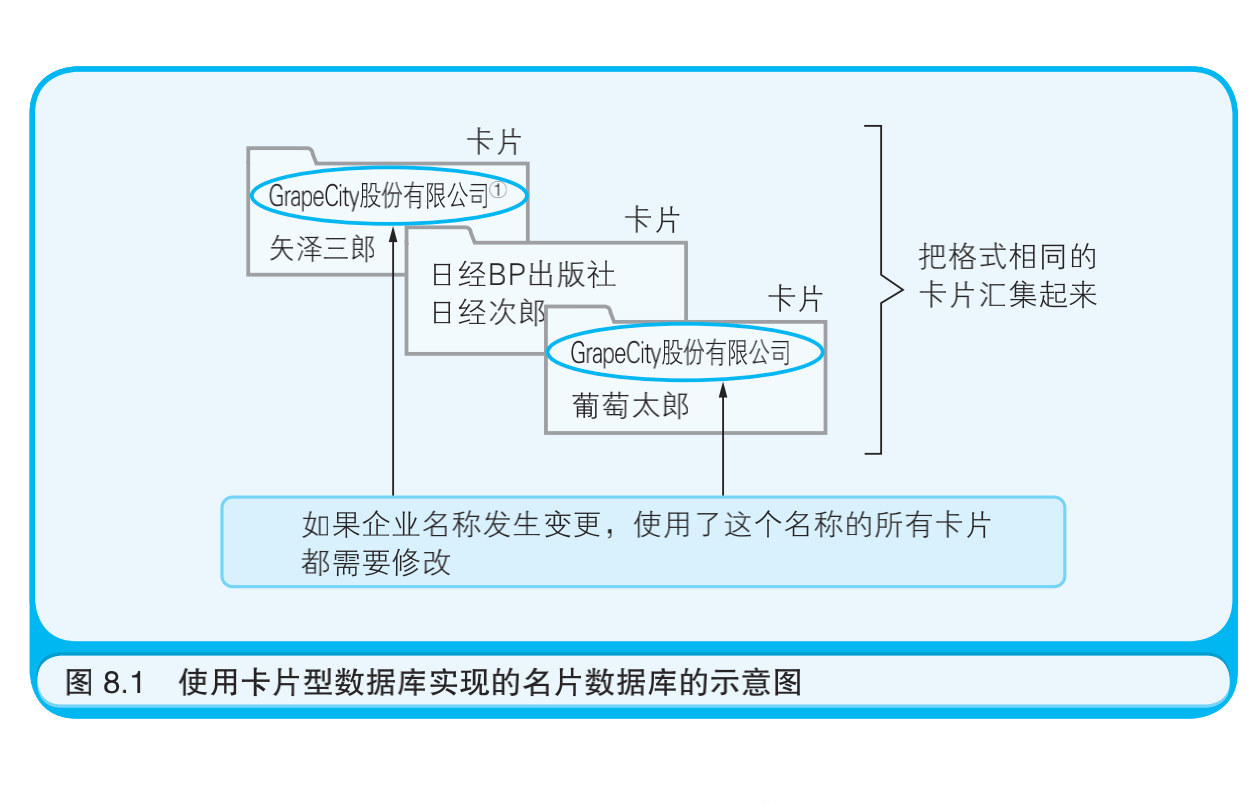 卡片
GrapeCity股份有限公司①
矢泽三郎
卡片
日经BP出版社
日经次郎
卡片
GrapeCity股份有限公司
葡萄太郎
把格式相同的
卡片汇集起来
如果企业名称发生变更，使用了这个名称的所有卡片
都需要修改
图 8.1 使用卡片型数据库实现的名片数据库的示意图